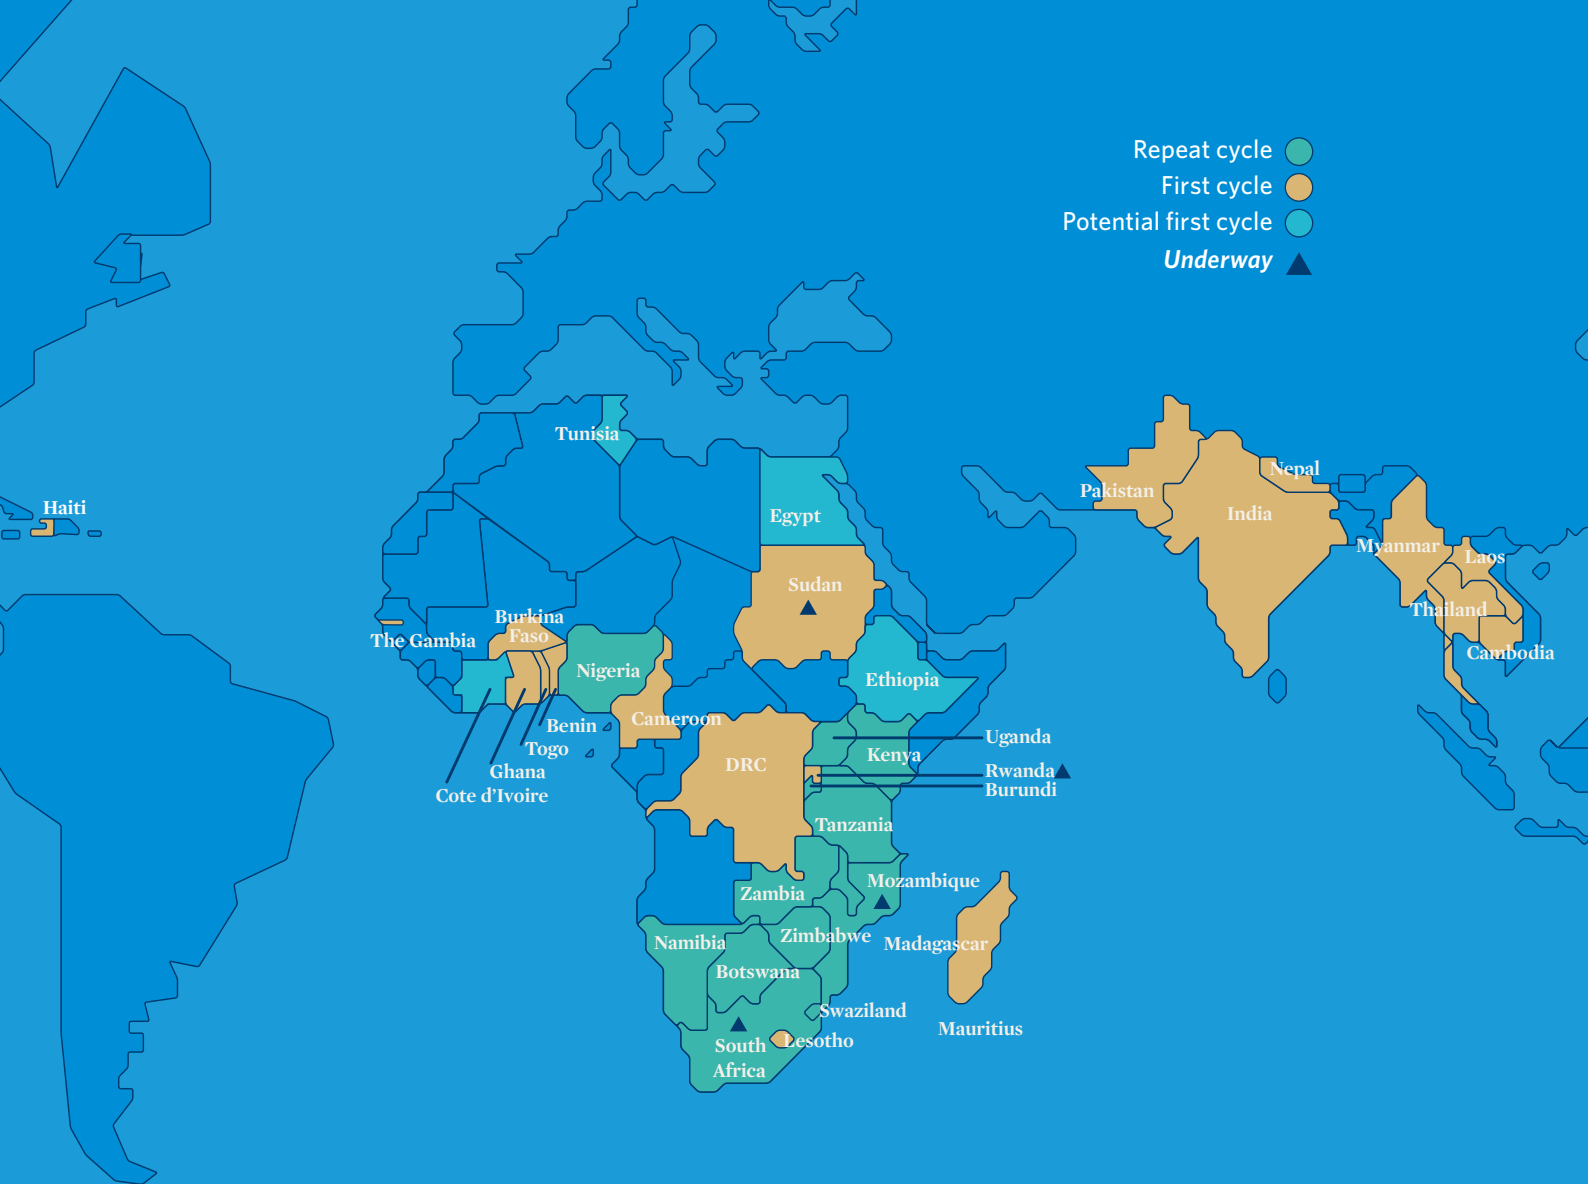 Repeat cycle
First cycle
Potential first cycle
Underway
Tunisia
Haiti
Egypt
Pakistan
Nepal
India
Myanmar
Laos
Thailand
Cambodia
Sudan
The Gambia
Burkina
Faso
Nigeria
Ethiopia
Cameroon
Benin
Togo
Ghana
Cote d'Ivoire
DRC
Uganda
Kenya
Rwanda
Burundi
Tanzania
Mozambique
Zambia
Namibia
Zimbabwe
Madagascar
Botswana
Swaziland
Mauritius
Lesotho
South
Africa